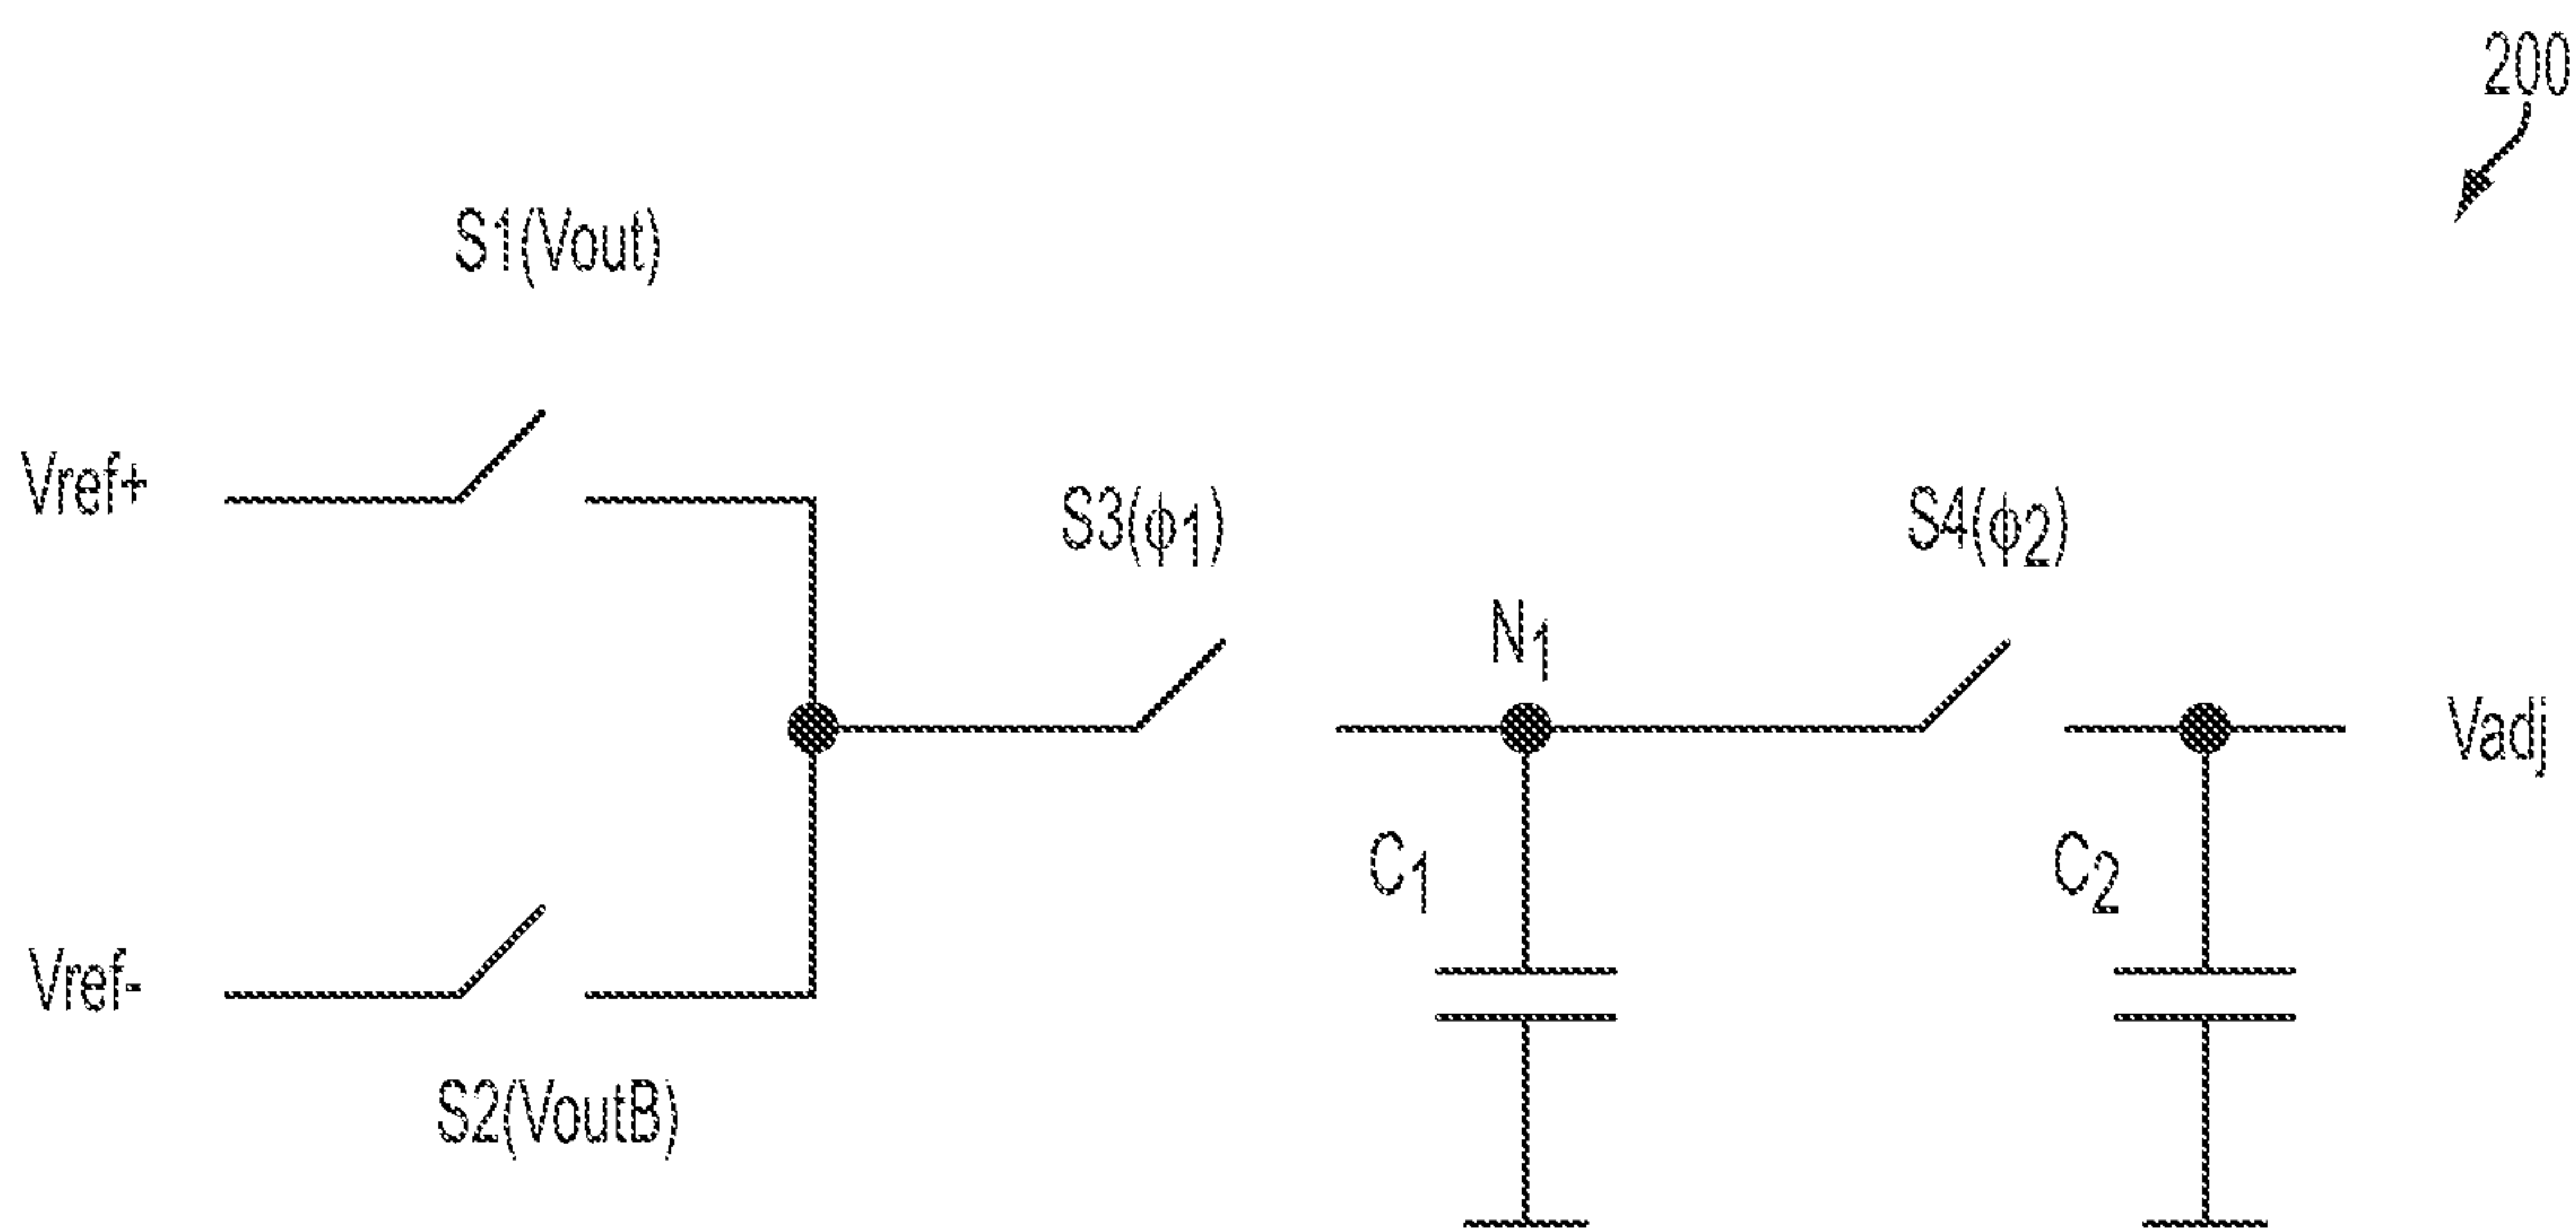 200
S1(Vout)
Vref+
S3(ϕ1)
S4(ϕ2)
N1
Vadj
C1
C2
Vref-
S2(VoutB)